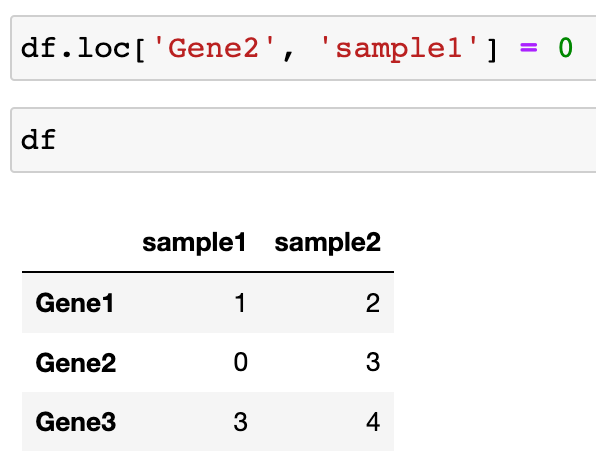 df.loc['Gene2', 'sample1'] = 0
df
sample1 sample2
Gene1 1 2
Gene2 0 3
Gene3 3 4